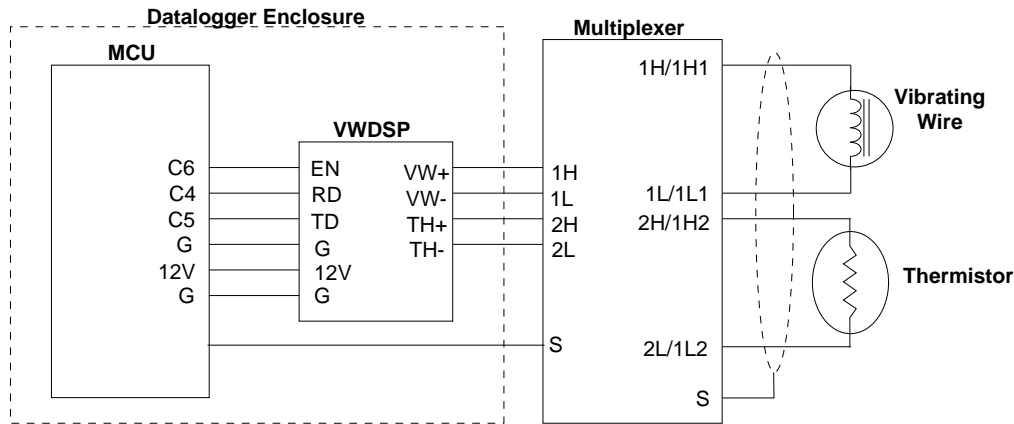 Datalogger Enclosure
MCU
C6
C4
C5
G
12V
G
VWDSP
EN
RD
TD
G
12V
G
VW+
VW-
TH+
TH-
Multiplexer
1H
1L
2H
2L
S
1H/1H1
1L/1L1
2H/1H2
2L/1L2
S
Vibrating
Wire
Thermistor